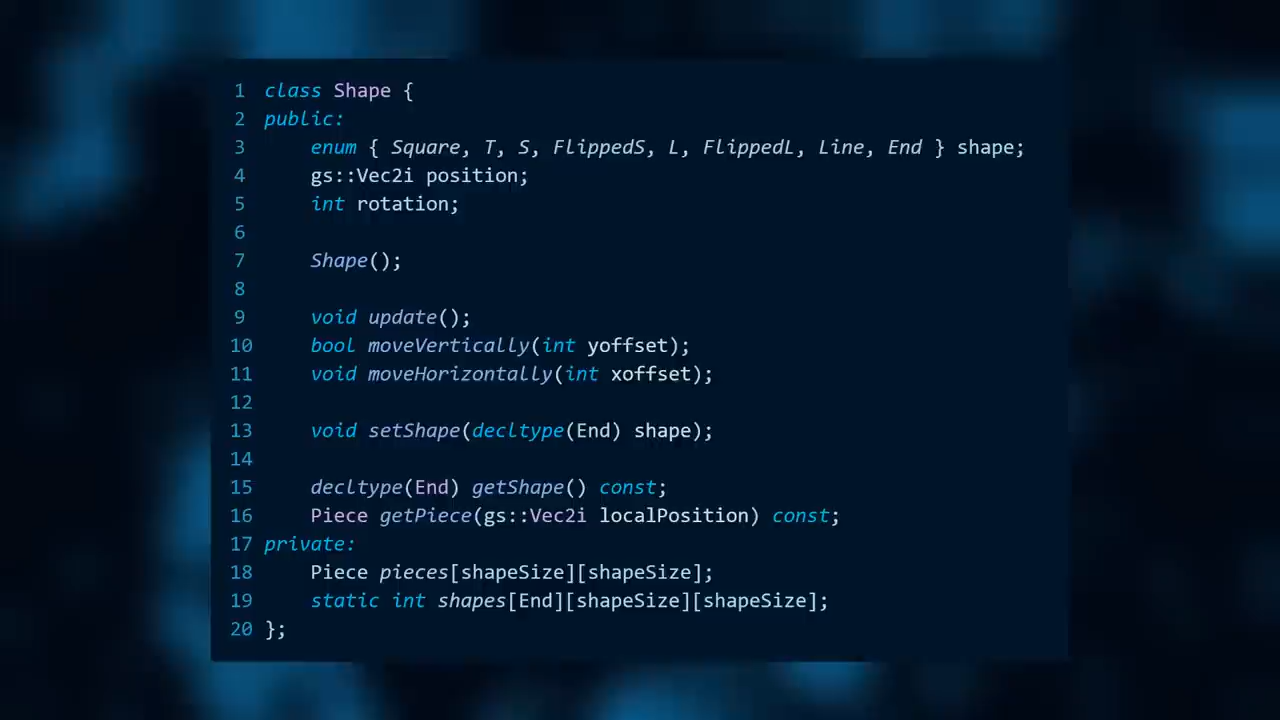 1 class Shape {
2 public:
3     enum { Square, T, S, FlippedS, L, FlippedL, Line, End } shape;
4     gs::Vec2i position;
5     int rotation;
6
7     Shape();
8
9     void update();
10     bool moveVertically(int yoffset);
11     void moveHorizontally(int xoffset);
12
13     void setShape(decltype(End) shape);
14
15     decltype(End) getShape() const;
16     Piece getPiece(gs::Vec2i localPosition) const;
17 private:
18     Piece pieces[shapeSize][shapeSize];
19     static int shapes[End][shapeSize][shapeSize];
20 };